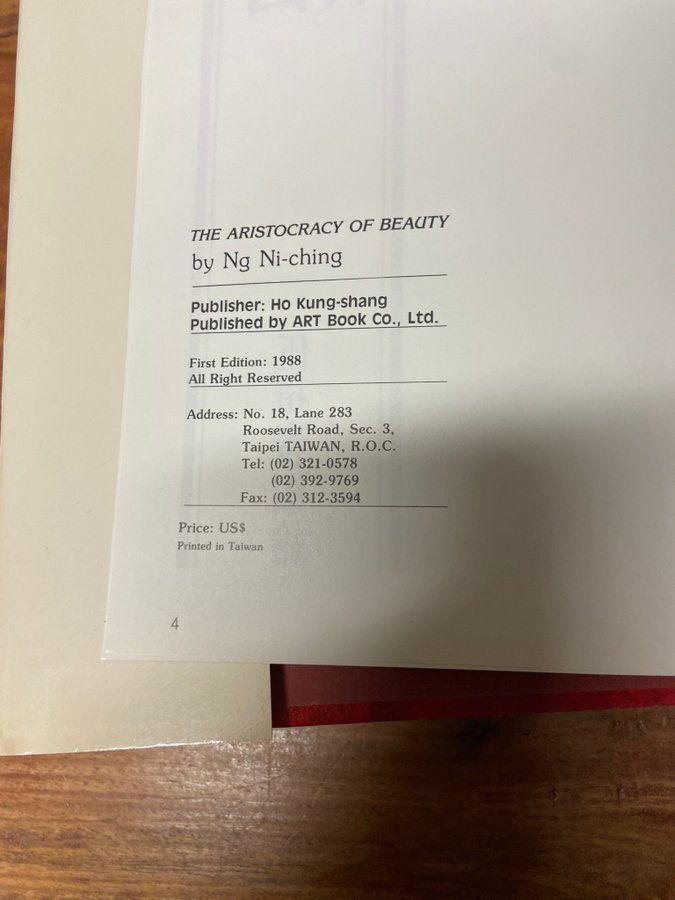 THE ARISTOCRACY OF BEAUTY
by Ng Ni-ching
Publisher: Ho Kung-shang
Published by ART Book Co., Ltd.
First Edition: 1988
All Right Reserved
Address: No. 18, Lane 283
Roosevelt Road, Sec. 3,
Taipei TAIWAN, R.O.C.
Tel: (02) 321-0578
(02) 392-9769
Fax: (02) 312-3594
Price: US$
Printed in Taiwan
4